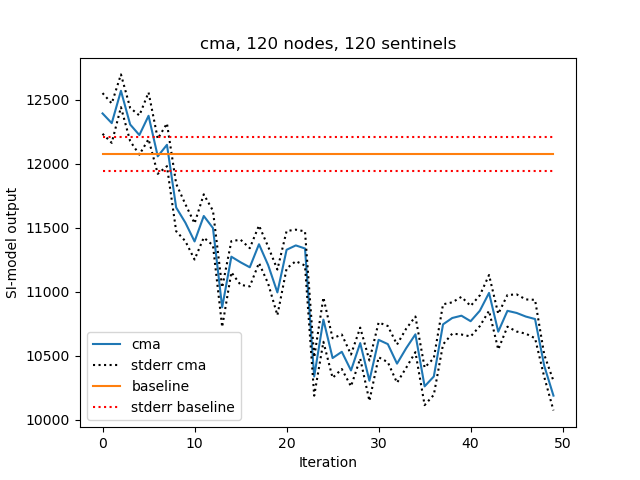 cma, 120 nodes, 120 sentinels
SI-model output
12500
12000
11500
11000
10500
10000
cma
stderr cma
baseline
stderr baseline
0
10
20
30
40
50
Iteration